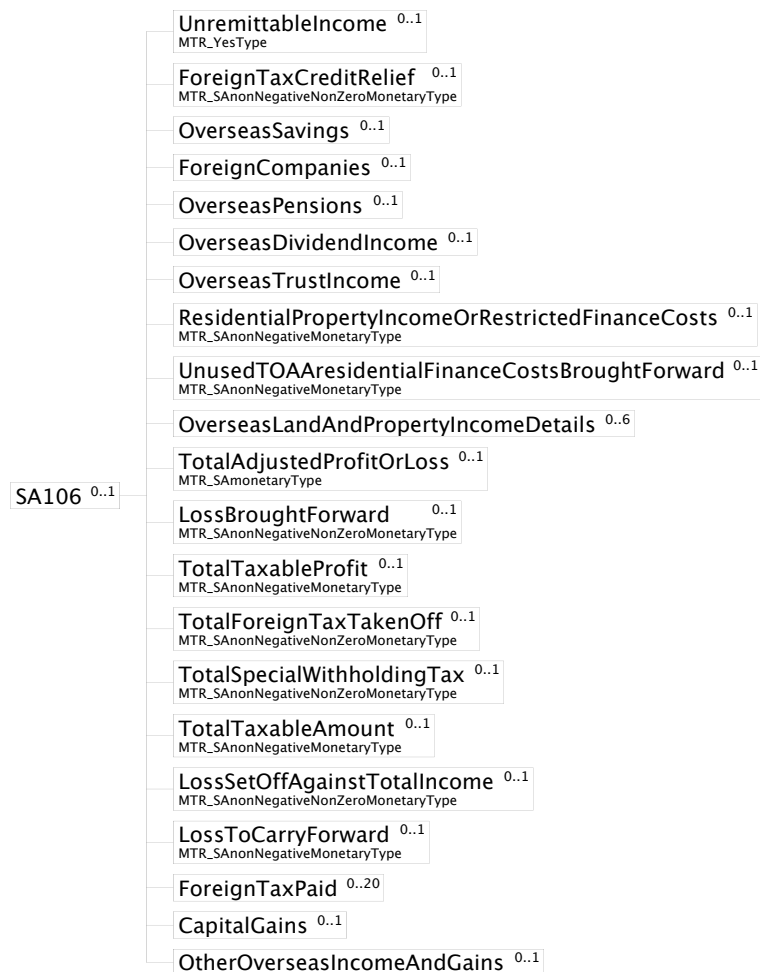 UnremittableIncome 0..1
MTR_YesType
ForeignTaxCreditRelief 0..1
MTR_SAnonNegativeNonZeroMonetaryType
OverseasSavings 0..1
ForeignCompanies 0..1
OverseasPensions 0..1
OverseasDividendIncome 0..1
OverseasTrustIncome 0..1
ResidentialPropertyIncomeOrRestrictedFinanceCosts 0..1
MTR_SAnonNegativeMonetaryType
UnusedTOAAresidentialFinanceCostsBroughtForward 0..1
MTR_SAnonNegativeMonetaryType
OverseasLandAndPropertyIncomeDetails 0..6
TotalAdjustedProfitOrLoss 0..1
MTR_SAmonetaryType
SA106 0..1
LossBroughtForward 0..1
MTR_SAnonNegativeNonZeroMonetaryType
TotalTaxableProfit 0..1
MTR_SAnonNegativeMonetaryType
TotalForeignTaxTakenOff 0..1
MTR_SAnonNegativeNonZeroMonetaryType
TotalSpecialWithholdingTax 0..1
MTR_SAnonNegativeNonZeroMonetaryType
TotalTaxableAmount 0..1
MTR_SAnonNegativeMonetaryType
LossSetOffAgainstTotalIncome 0..1
MTR_SAnonNegativeNonZeroMonetaryType
LossToCarryForward 0..1
MTR_SAnonNegativeMonetaryType
ForeignTaxPaid 0..20
CapitalGains 0..1
OtherOverseasIncomeAndGains 0..1